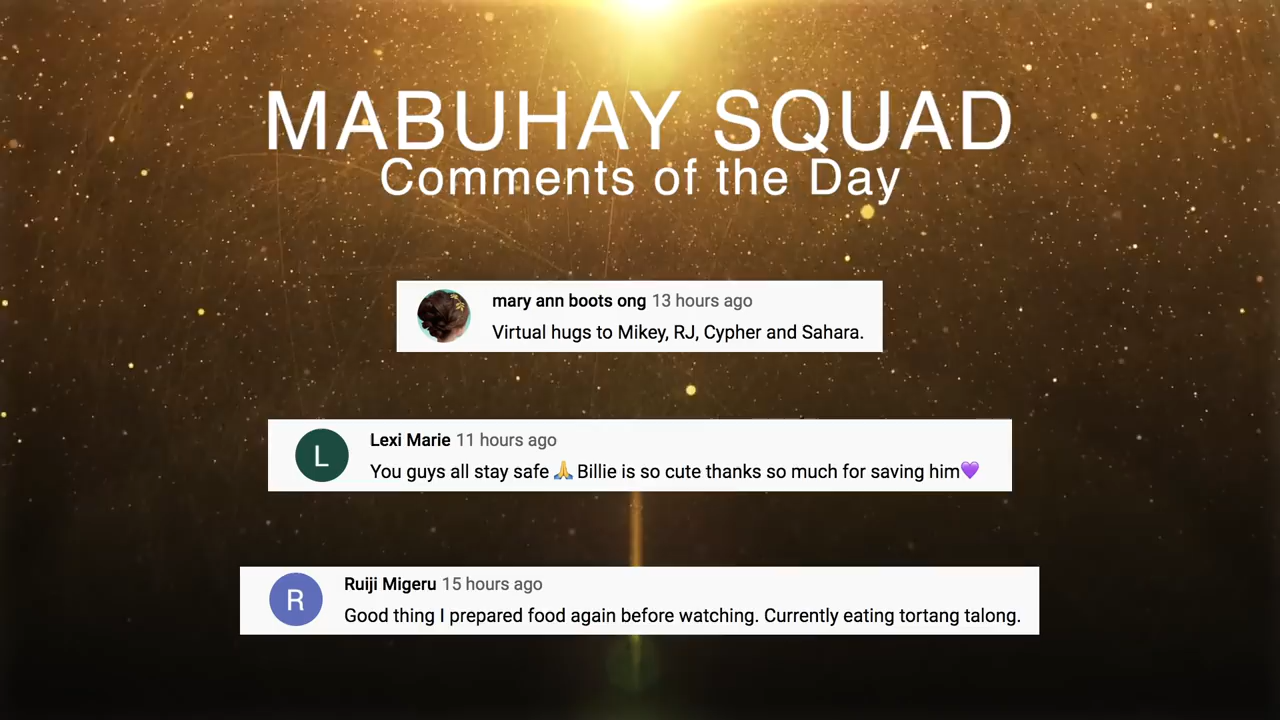 MABUHAY SQUAD
Comments of the Day
mary ann boots ong 13 hours ago
Virtual hugs to Mikey, RJ, Cypher and Sahara.
L
Lexi Marie 11 hours ago
You guys all stay safe 🙏 Billie is so cute thanks so much for saving him💜
R
Ruiji Migeru 15 hours ago
Good thing I prepared food again before watching. Currently eating tortang talong.